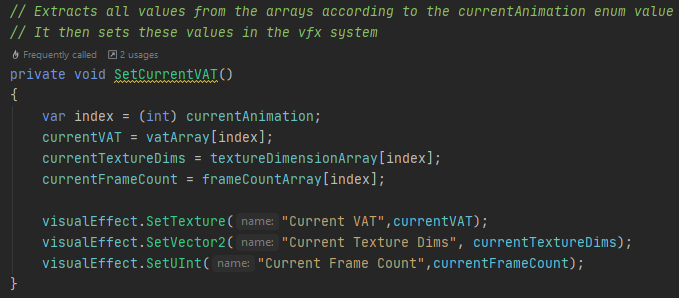 // Extracts all values from the arrays according to the currentAnimation enum value
// It then sets these values in the vfx system
Frequently called 2 usages
private void SetCurrentVAT()
{
var index = (int) currentAnimation;
currentVAT = vatArray[index];
currentTextureDims = textureDimensionArray[index];
currentFrameCount = frameCountArray[index];
visualEffect.SetTexture( name: "Current VAT",currentVAT);
visualEffect.SetVector2( name: "Current Texture Dims", currentTextureDims);
visualEffect.SetUInt( name: "Current Frame Count",currentFrameCount);
}